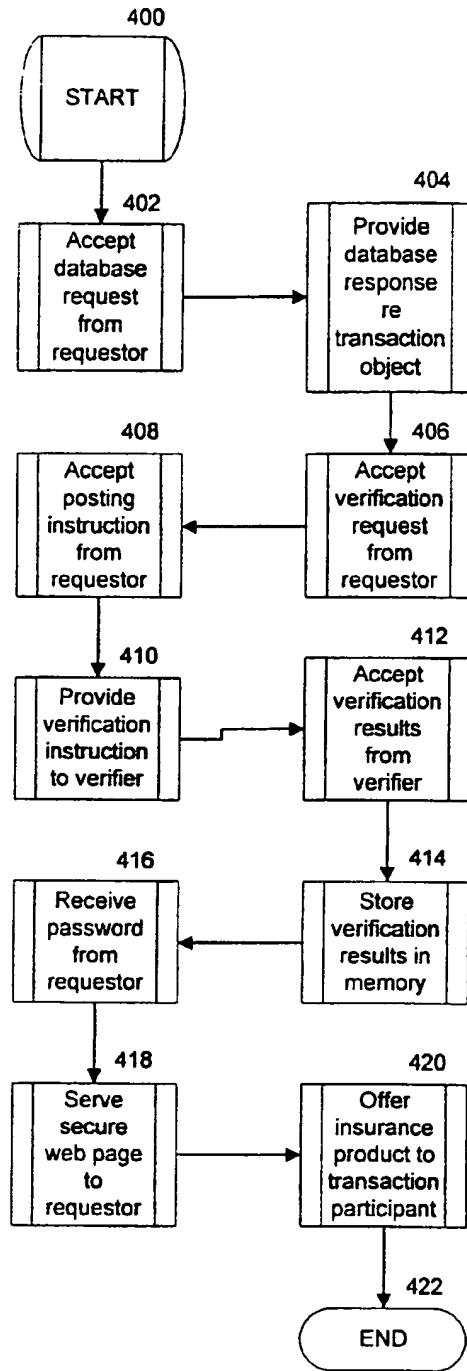 400
START
402
Accept
database
request
from
requestor
404
Provide
database
response
re
transaction
object
406
Accept
verification
request
from
requestor
408
Accept
posting
instruction
from
requestor
410
Provide
verification
instruction
to verifier
412
Accept
verification
results
from
verifier
414
Store
verification
results in
memory
416
Receive
password
from
requestor
418
Serve
secure
web page
to
requestor
420
Offer
insurance
product to
transaction
participant
422
END